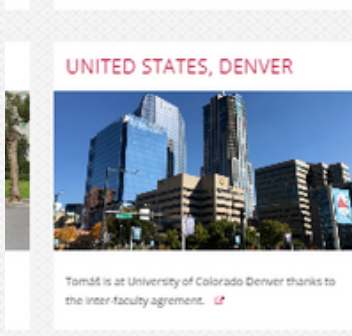 UNITED STATES, DENVER
Tomáš is at University of Colorado Denver thanks to
the inter-faculty agrement.